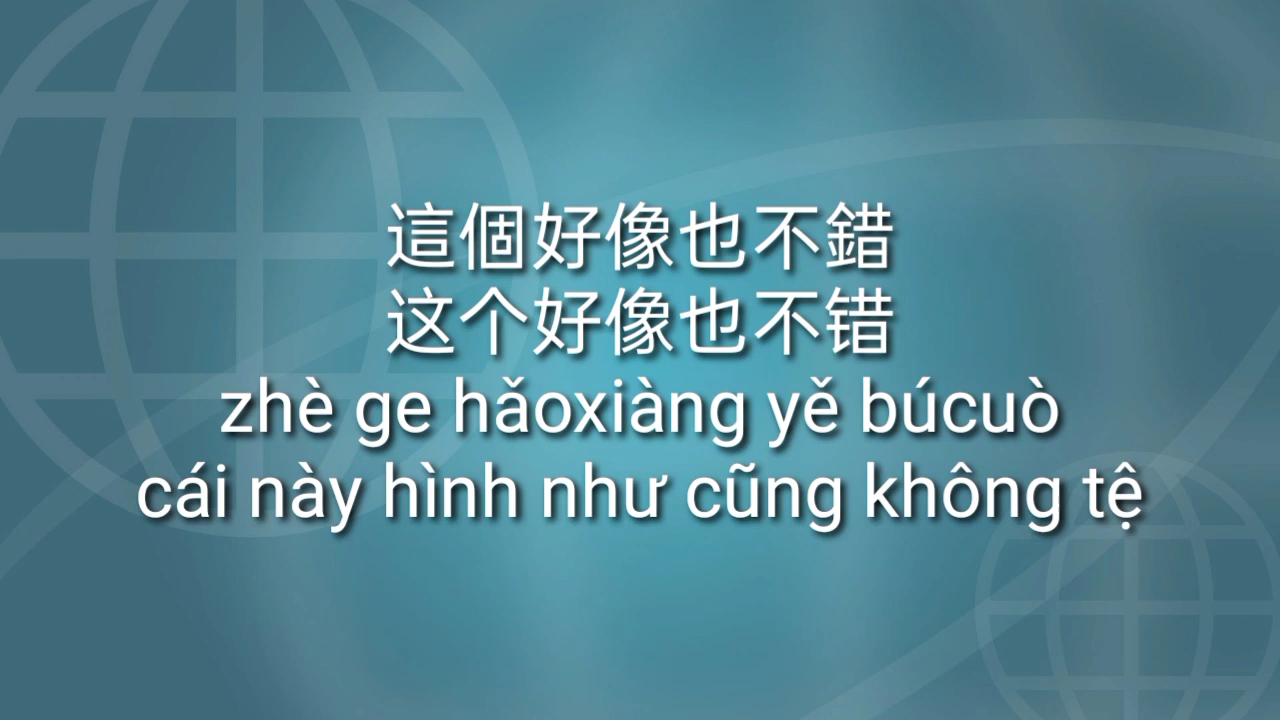 這個好像也不錯
这个好像也不错
zhè ge hǎoxiàng yě búcuò
cái này hình như cũng không tệ